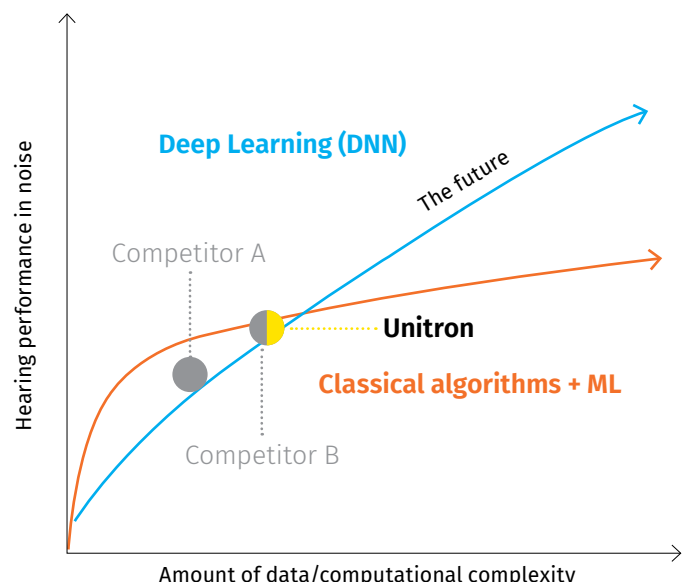 Hearing performance in noise
Deep Learning (DNN)
The future
Competitor A
Unitron
Classical algorithms + ML
Competitor B
Amount of data/computational complexity